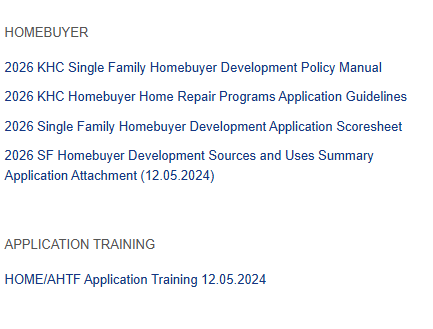 HOMEBUYER
2026 KHC Single Family Homebuyer Development Policy Manual
2026 KHC Homebuyer Home Repair Programs Application Guidelines
2026 Single Family Homebuyer Development Application Scoresheet
2026 SF Homebuyer Development Sources and Uses Summary
Application Attachment (12.05.2024)
APPLICATION TRAINING
HOME/AHTF Application Training 12.05.2024